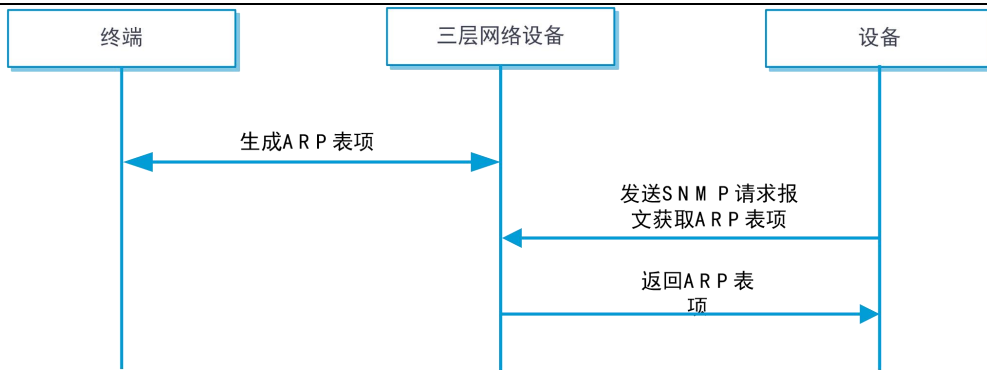 终端
三层网络设备
设备
生成ARP表项
发送SNMP请求报
文获取ARP表项
返回ARP表
项